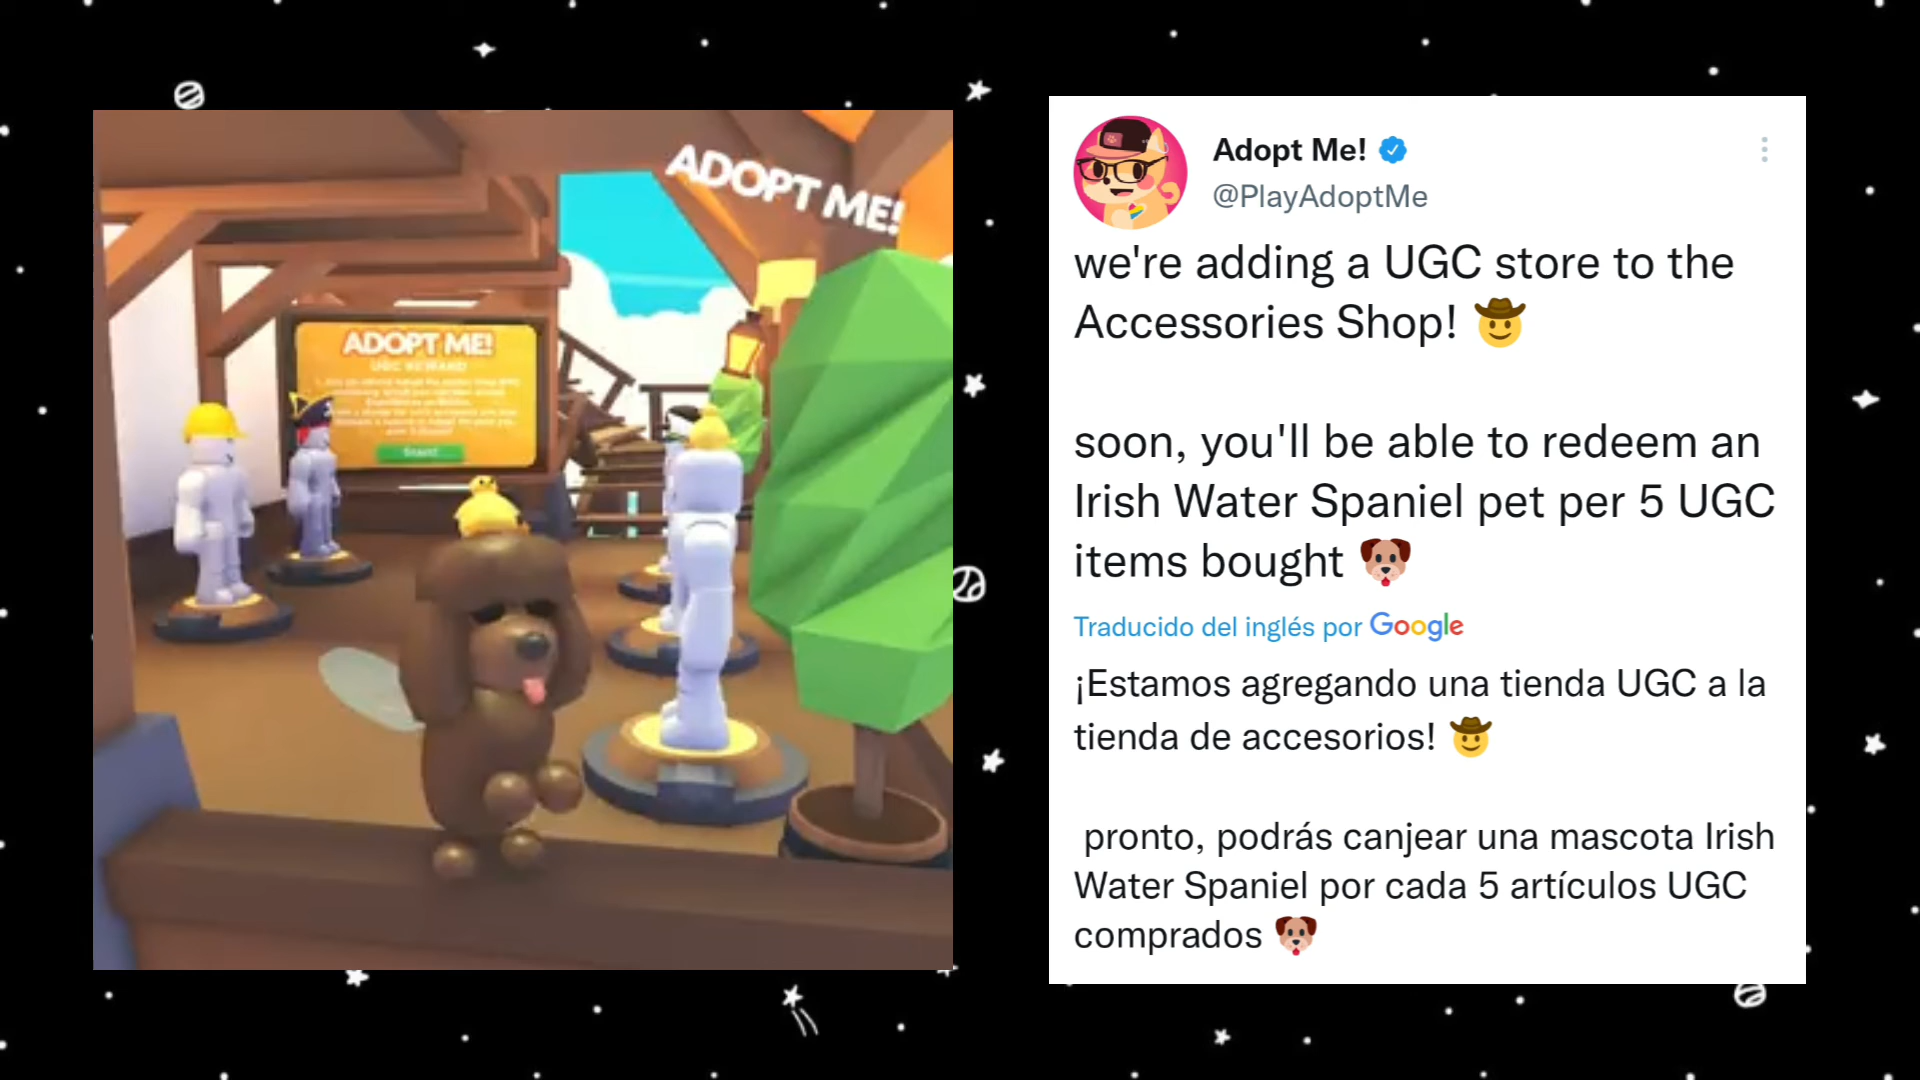 ADOPT ME!
ADOPT ME!
UGC REWARD
Adopt Me!
@PlayAdoptMe
we're adding a UGC store to the
Accessories Shop! 🤠
soon, you'll be able to redeem an
Irish Water Spaniel pet per 5 UGC
items bought 🐶
Traducido del inglés por Google
¡Estamos agregando una tienda UGC a la
tienda de accesorios! 🤠
pronto, podrás canjear una mascota Irish
Water Spaniel por cada 5 artículos UGC
comprados 🐶